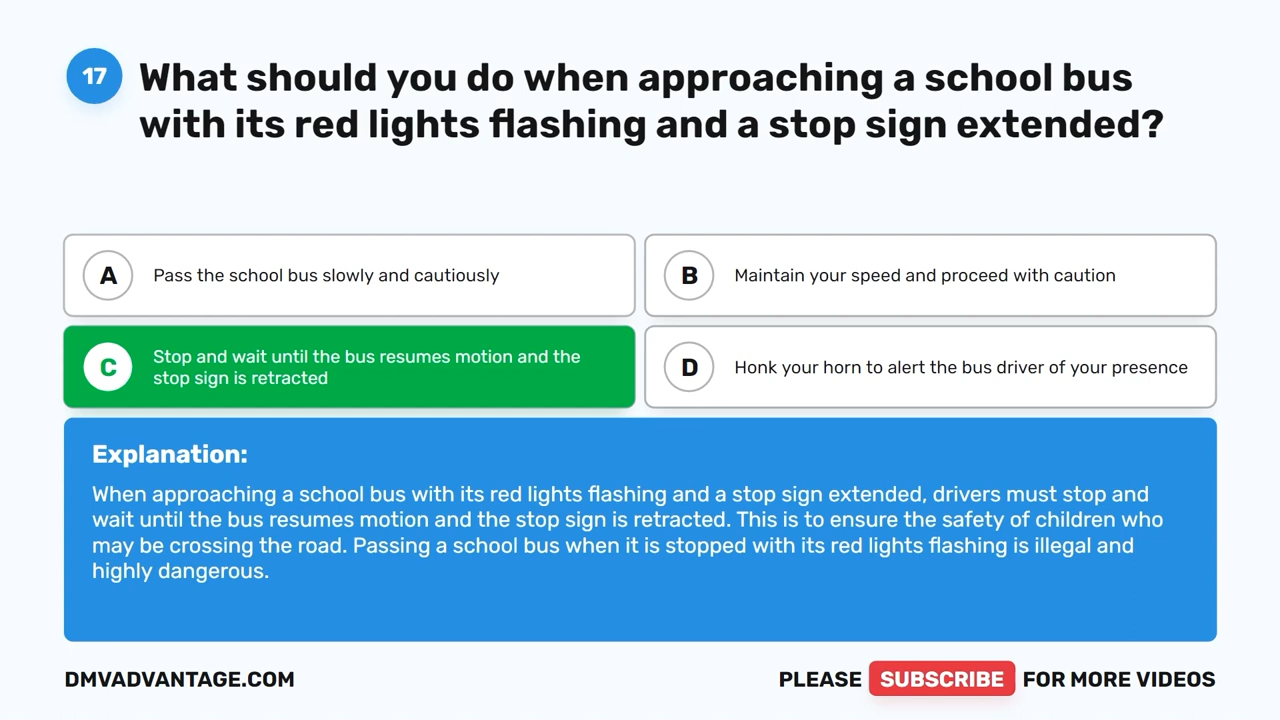 17
What should you do when approaching a school bus
with its red lights flashing and a stop sign extended?
A
Pass the school bus slowly and cautiously
B
Maintain your speed and proceed with caution
C
Stop and wait until the bus resumes motion and the
stop sign is retracted
D
Honk your horn to alert the bus driver of your presence
Explanation:
When approaching a school bus with its red lights flashing and a stop sign extended, drivers must stop and
wait until the bus resumes motion and the stop sign is retracted. This is to ensure the safety of children who
may be crossing the road. Passing a school bus when it is stopped with its red lights flashing is illegal and
highly dangerous.
DMVADVANTAGE.COM
PLEASE SUBSCRIBE FOR MORE VIDEOS